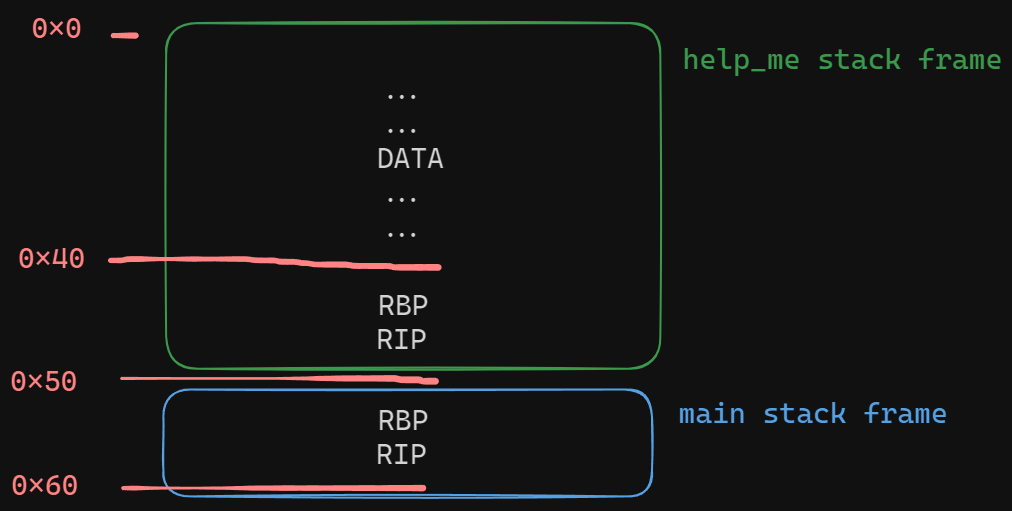 0x0
help_me stack frame
...
...
DATA
...
...
0x40
RBP
RIP
0x50
main stack frame
RBP
RIP
0x60